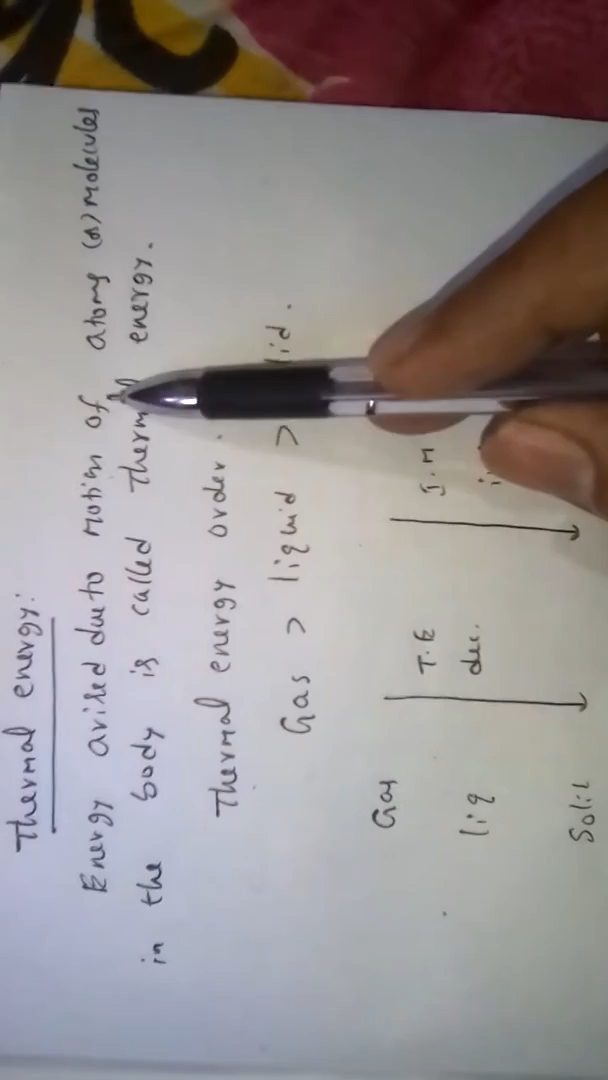 Thermal energy:
Energy arised due to motion of atoms (or) molecules
in the body is called energy.
Thermal energy order.
Gas > liquid >
Gas
T.E
dec.
I.M
liq
Solid